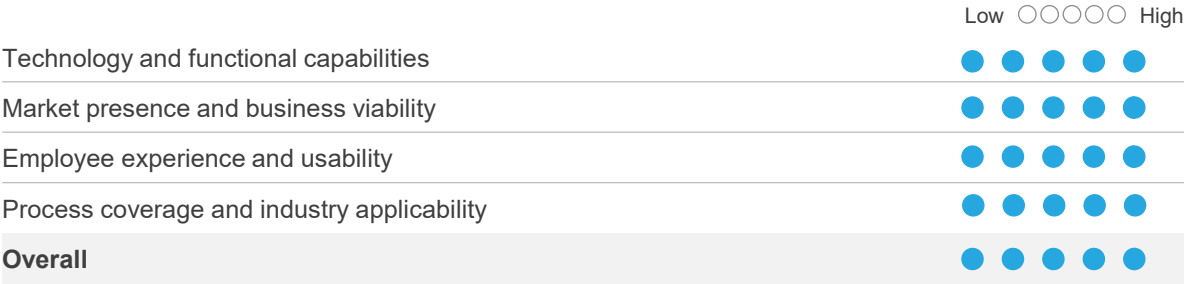 Low High
Technology and functional capabilities
Market presence and business viability
Employee experience and usability
Process coverage and industry applicability
Overall